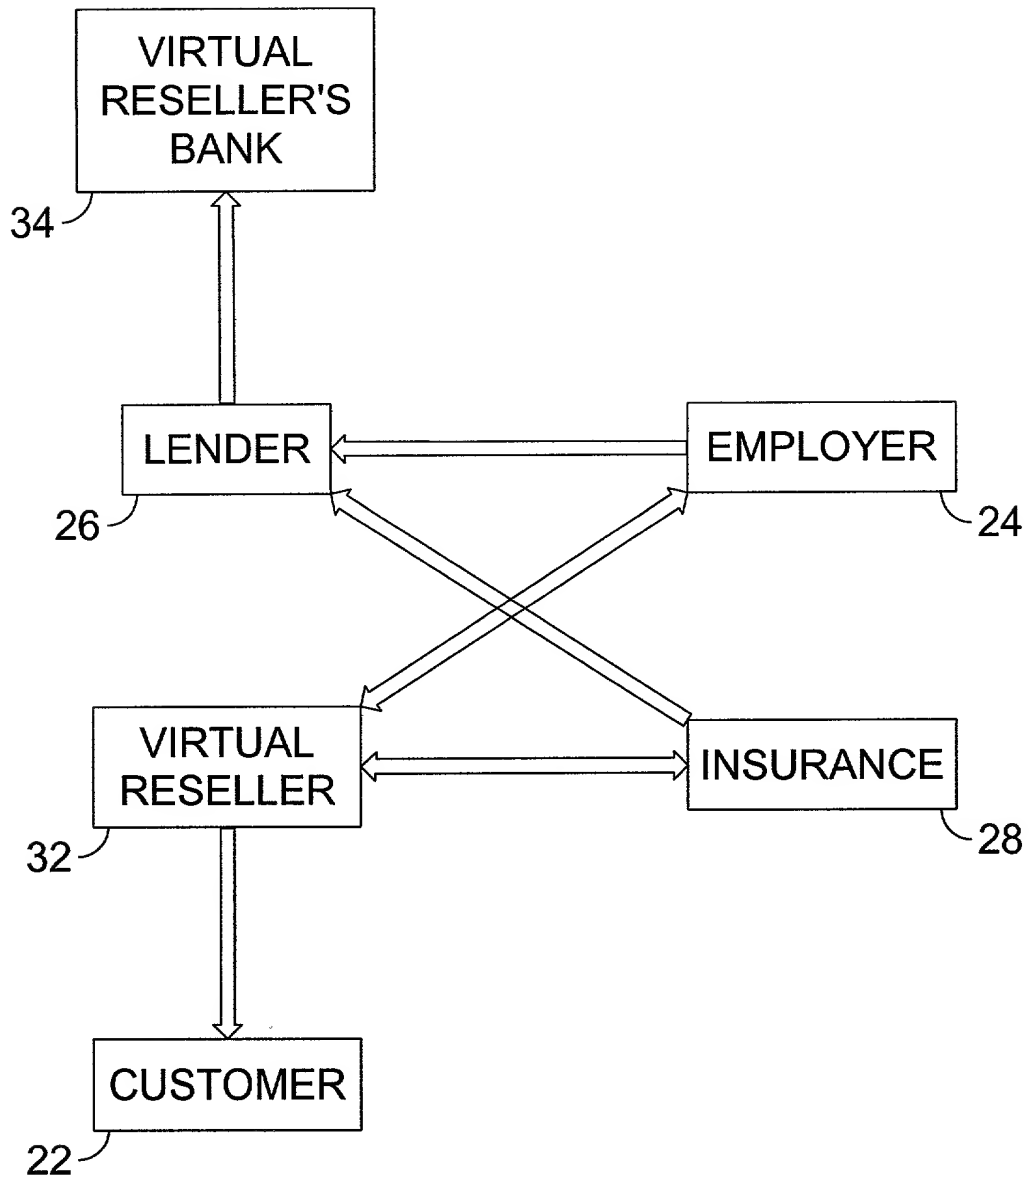 VIRTUAL
RESELLER'S
BANK
34
LENDER
EMPLOYER
26
24
VIRTUAL
RESELLER
INSURANCE
32
28
CUSTOMER
22